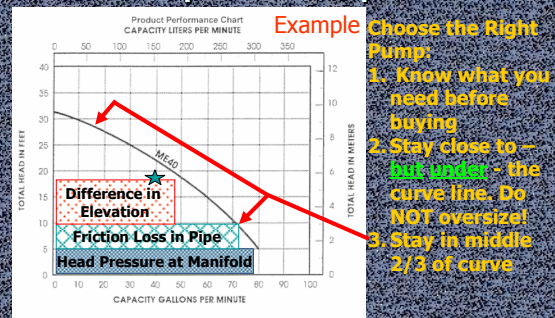 Product Performance Chart
CAPACITY LITERS PER MINUTE
Example
0 50 100 150 200 250 300 350
TOTAL HEAD IN FEET
40
35
30
25
20
15
10
5
0
12
10
8
6
4
2
0
TOTAL HEAD IN METERS
ME40
Difference in
Elevation
Friction Loss in Pipe
Head Pressure at Manifold
0 10 20 30 40 50 60 70 80 90 100
CAPACITY GALLONS PER MINUTE
Choose the Right
Pump:
1. Know what you
need before
buying
2. Stay close to –
but under - the
curve line. Do
NOT oversize!
3. Stay in middle
2/3 of curve